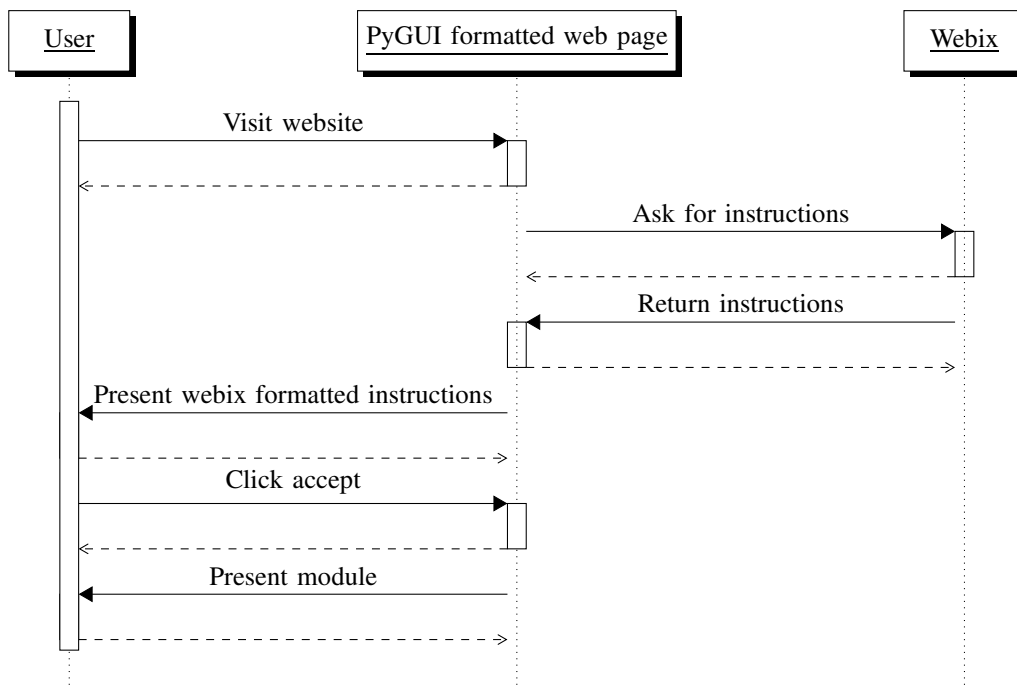 User
PyGUI formatted web page
Webix
Visit website
Ask for instructions
Return instructions
Present webix formatted instructions
Click accept
Present module